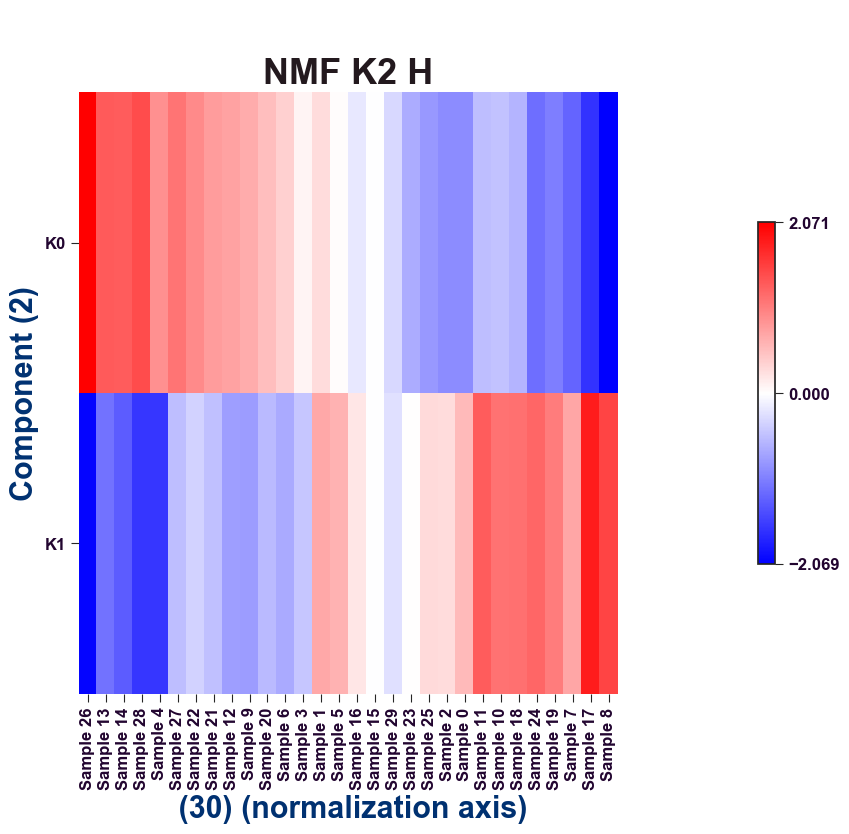 NMF K2 H
K0
K1
Component (2)
Sample 26
Sample 13
Sample 14
Sample 28
Sample 4
Sample 27
Sample 22
Sample 21
Sample 12
Sample 9
Sample 20
Sample 6
Sample 3
Sample 1
Sample 5
Sample 16
Sample 15
Sample 29
Sample 23
Sample 25
Sample 2
Sample 0
Sample 11
Sample 10
Sample 18
Sample 24
Sample 19
Sample 7
Sample 17
Sample 8
(30) (normalization axis)
2.071
0.000
−2.069